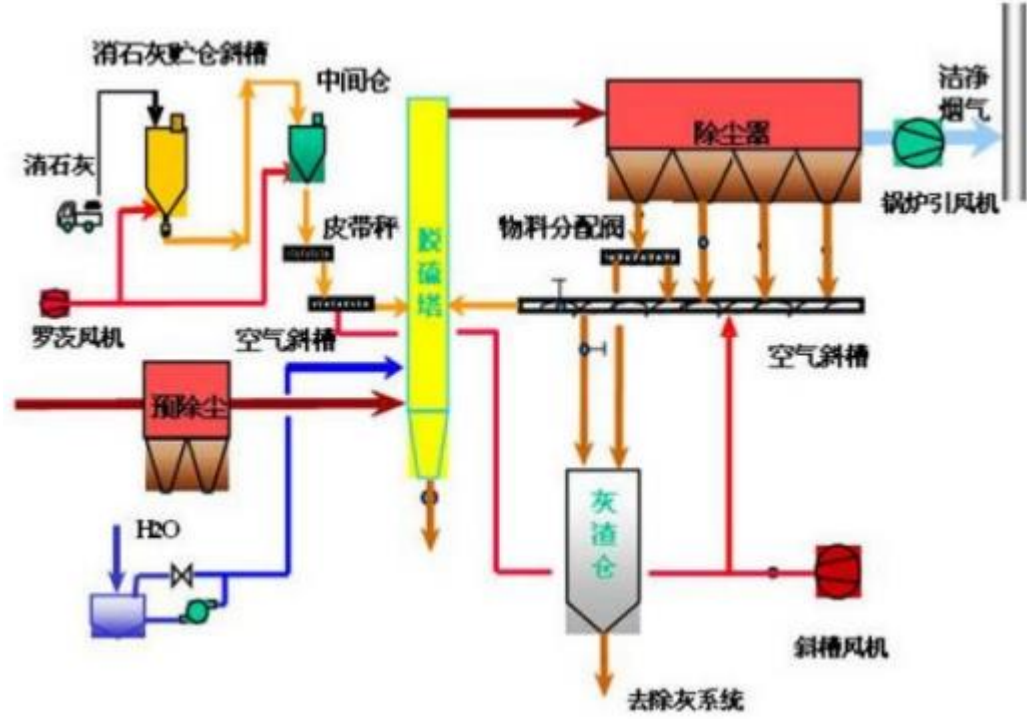 消石灰贮仓斜槽
中间仓
洁净
烟气
除尘器
消石灰
锅炉引风机
皮带秤
物料分配阀
脱硫塔
罗茨风机
空气斜槽
空气斜槽
预除尘
灰渣仓
H2O
斜槽风机
去除灰系统